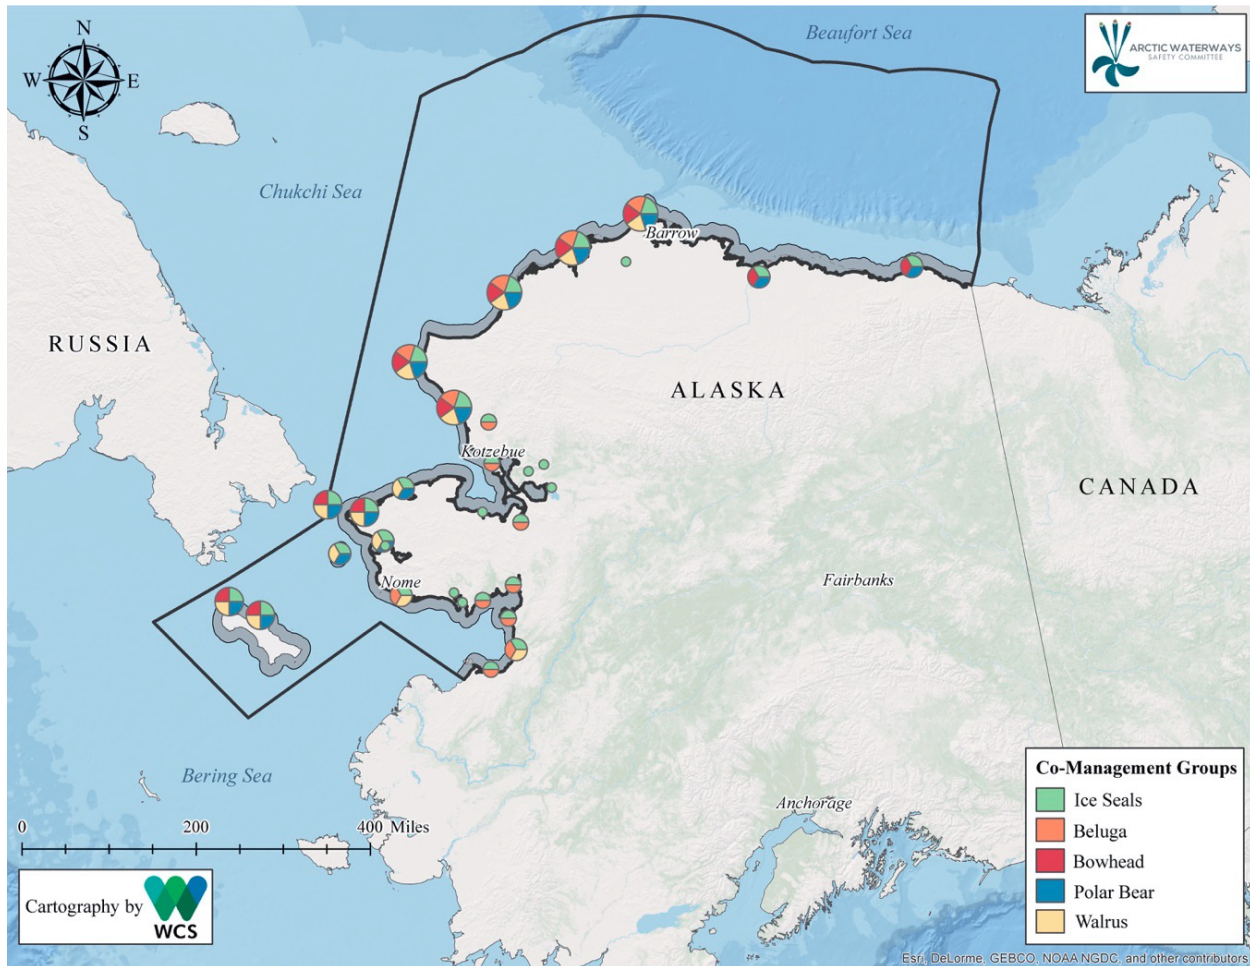 N
W E
S
Beaufort Sea
ARCTIC WATERWAYS
SAFETY COMMITTEE
Chukchi Sea
Barrow
RUSSIA
ALASKA
Kotzebue
CANADA
Nome
Fairbanks
Bering Sea
Anchorage
0 200 400 Miles
Co-Management Groups
Ice Seals
Beluga
Bowhead
Polar Bear
Walrus
Cartography by
WCS
Esri, DeLorme, GEBCO, NOAA NGDC, and other contributors